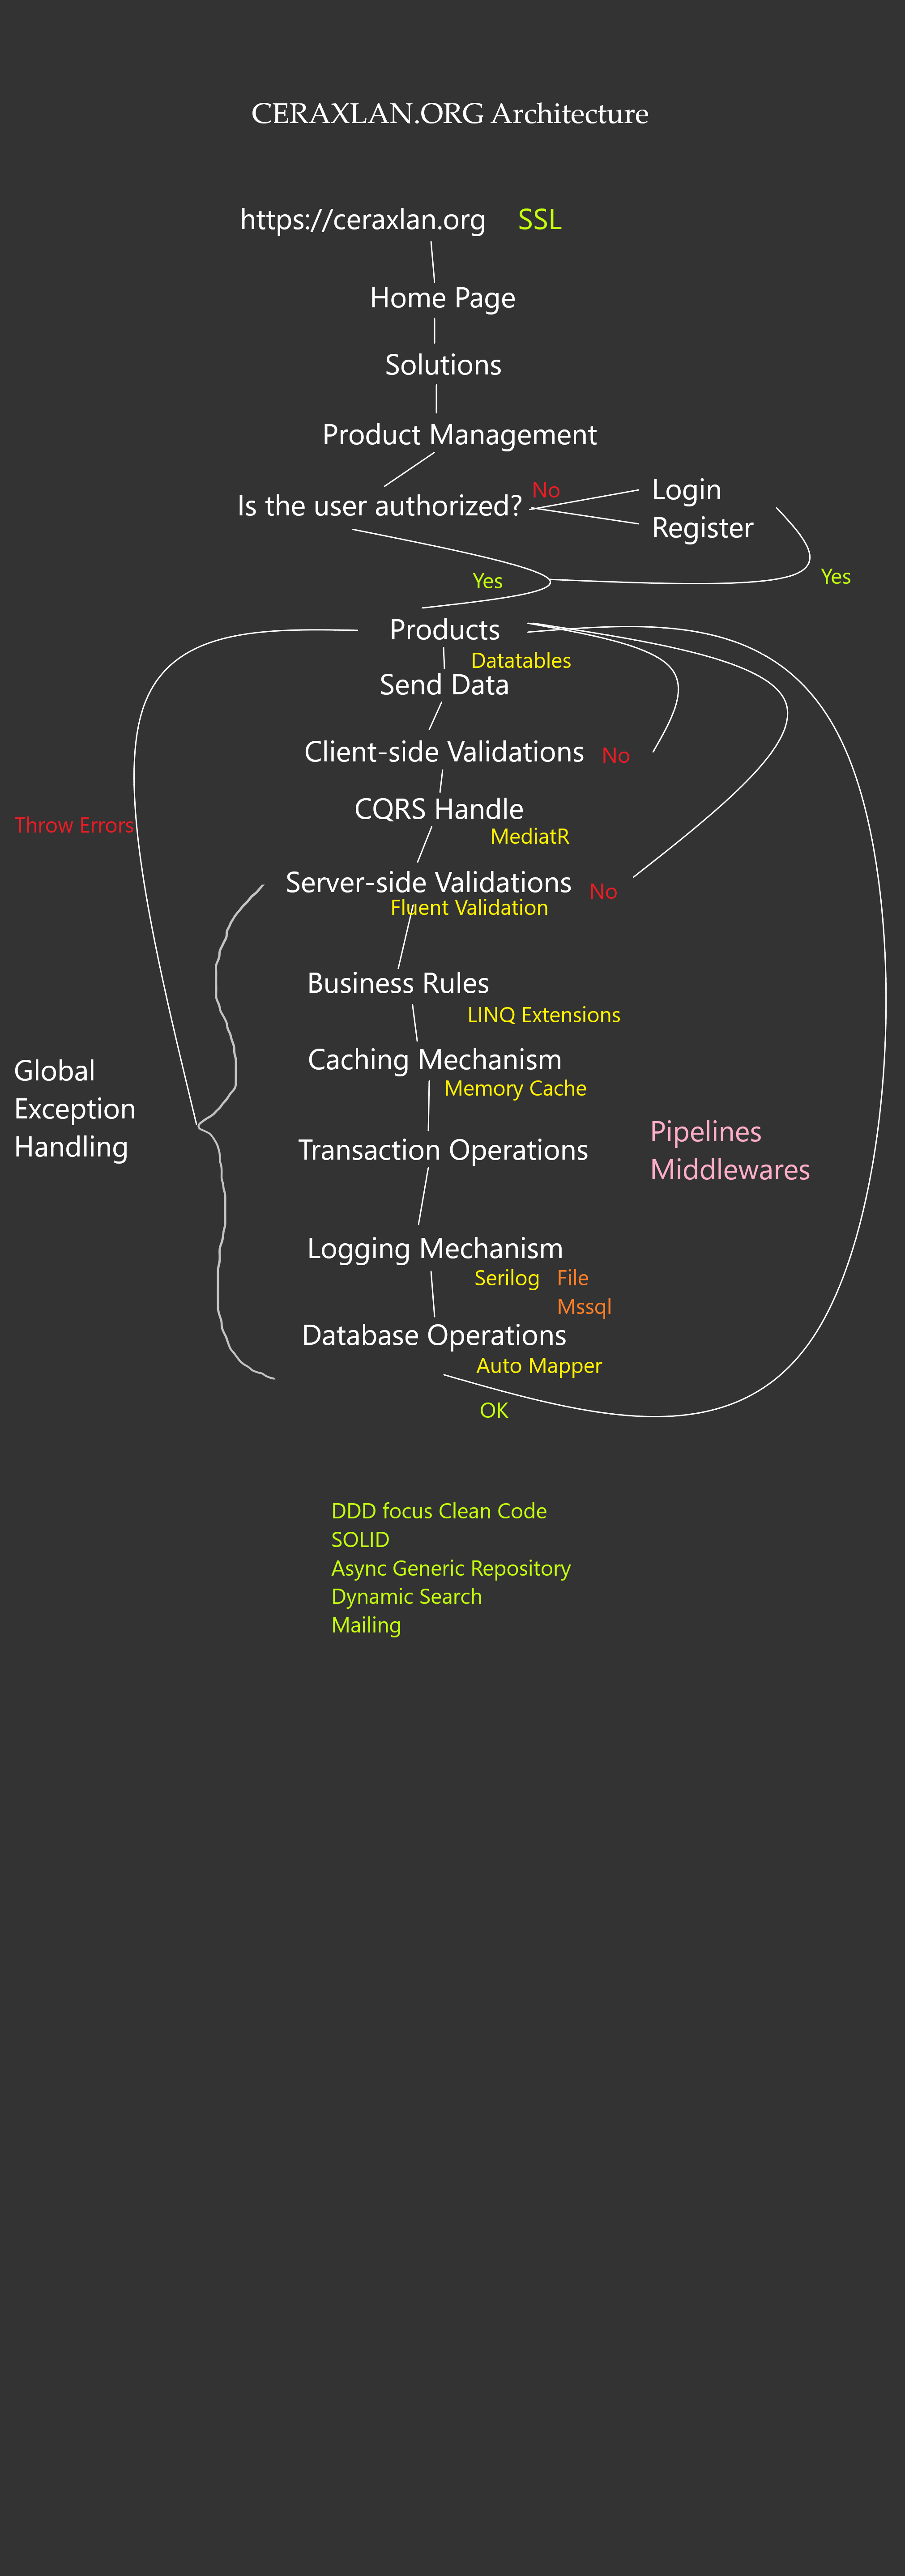 CERAXLAN.ORG Architecture
https://ceraxlan.org SSL
Home Page
Solutions
Product Management
Is the user authorized? No
Login
Register
Yes
Yes
Products
Datatables
Send Data
Client-side Validations No
CQRS Handle
MediatR
Throw Errors
Server-side Validations No
Fluent Validation
Business Rules
LINQ Extensions
Caching Mechanism
Memory Cache
Global
Exception
Handling
Transaction Operations
Pipelines
Middlewares
Logging Mechanism
Serilog File
Mssql
Database Operations
Auto Mapper
OK
DDD focus Clean Code
SOLID
Async Generic Repository
Dynamic Search
Mailing